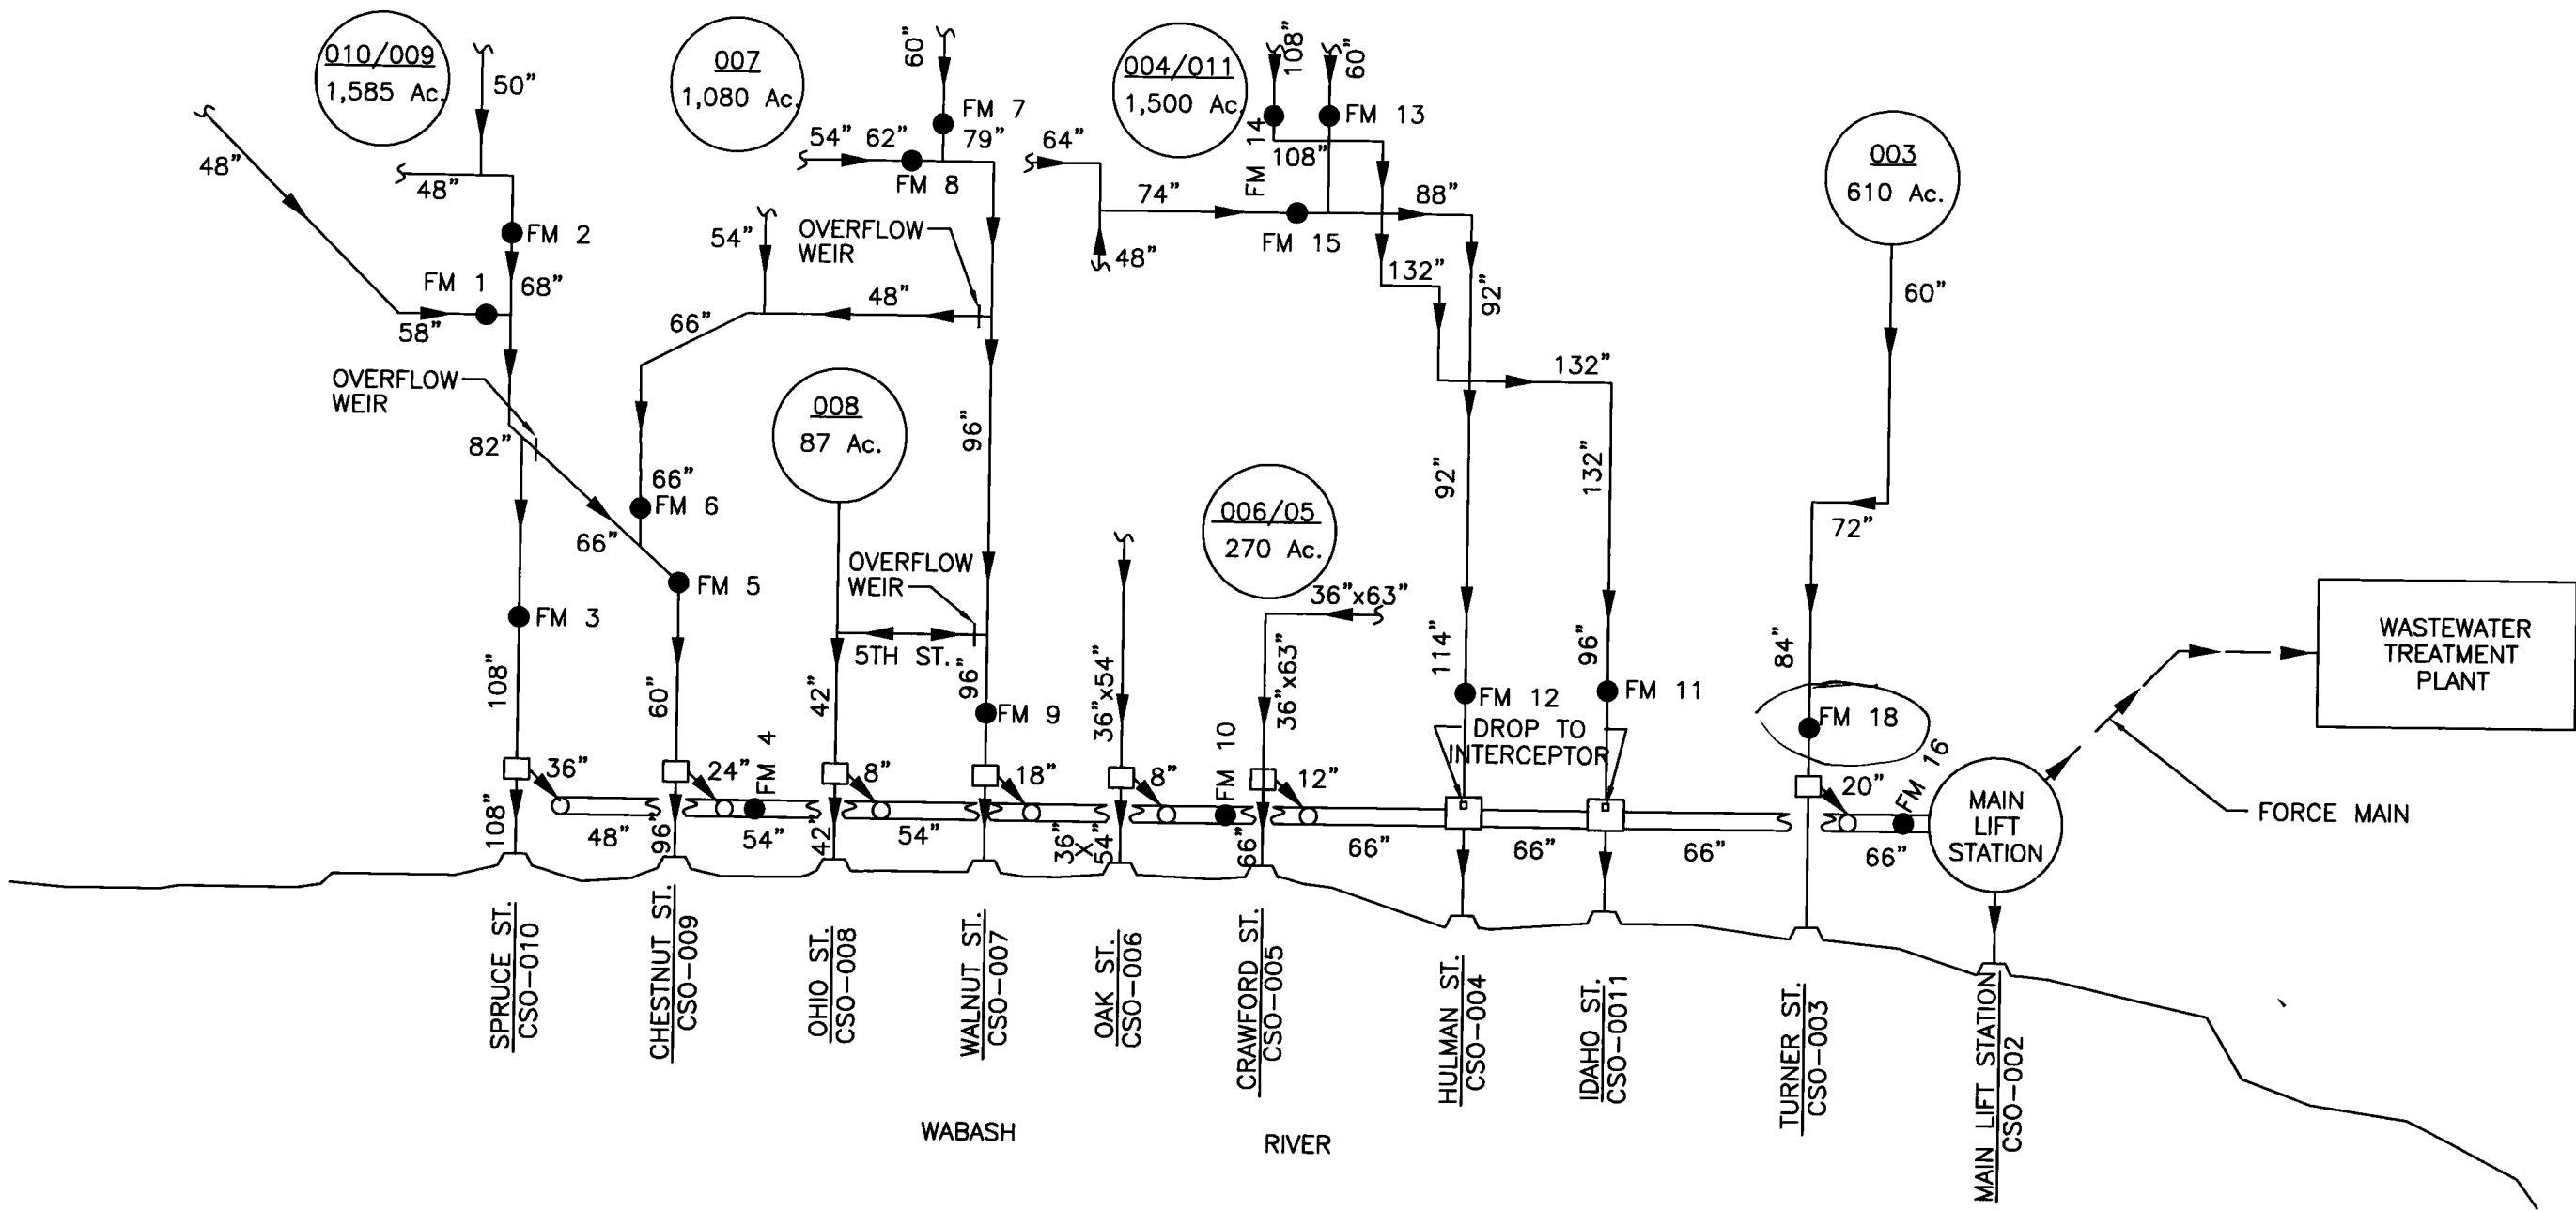 010/009
1,585 Ac.
50"
48"
48"
FM 2
FM 1
68"
58"
OVERFLOW
WEIR
82"
66"
FM 3
108"
36"
108"
48"
007
1,080 Ac.
60"
FM 7
79"
54"
62"
FM 8
54"
OVERFLOW
WEIR
48"
66"
66"
FM 6
FM 5
60"
24"
FM 4
96"
54"
008
87 Ac.
96"
OVERFLOW
WEIR
5TH ST.
42"
96"
FM 9
8"
42"
54"
18"
36"
X
54"
004/011
1,500 Ac.
108"
60"
FM 14
FM 13
108"
64"
74"
48"
FM 15
88"
132"
92"
132"
92"
132"
006/05
270 Ac.
36"x63"
36"x54"
36"x63"
8"
FM 10
66"
12"
114"
FM 12
96"
FM 11
DROP TO
INTERCEPTOR
66"
66"
66"
003
610 Ac.
60"
72"
84"
FM 18
20"
FM 16
66"
MAIN
LIFT
STATION
FORCE MAIN
WASTEWATER
TREATMENT
PLANT
SPRUCE ST.
CSO-010
CHESTNUT ST.
CSO-009
OHIO ST.
CSO-008
WALNUT ST.
CSO-007
OAK ST.
CSO-006
CRAWFORD ST.
CSO-005
HULMAN ST.
CSO-004
IDAHO ST.
CSO-0011
TURNER ST.
CSO-003
MAIN LIFT STATION
CSO-002
WABASH RIVER